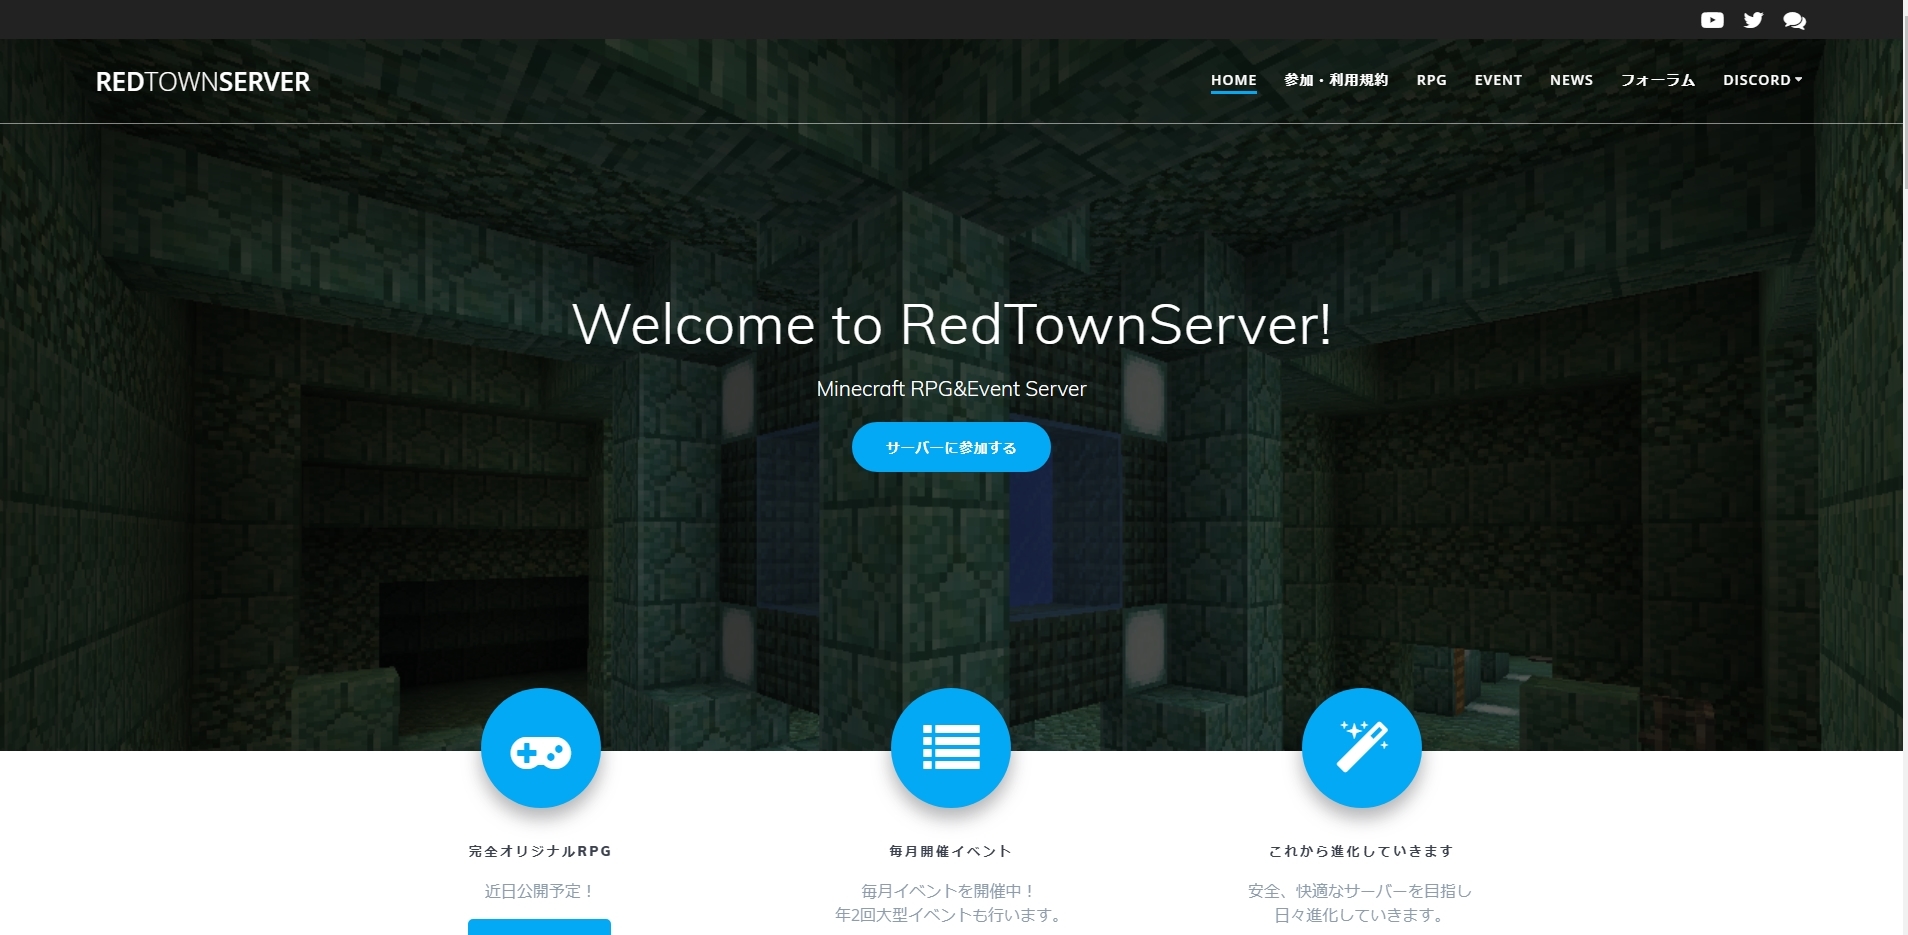 REDTOWNSERVER
HOME 参加・利用規約 RPG EVENT NEWS フォーラム DISCORD
Welcome to RedTownServer!
Minecraft RPG&Event Server
サーバーに参加する
完全オリジナルRPG
近日公開予定！
毎月開催イベント
毎月イベントを開催中！
年2回大型イベントも行います。
これから進化していきます
安全、快適なサーバーを目指し
日々進化していきます。